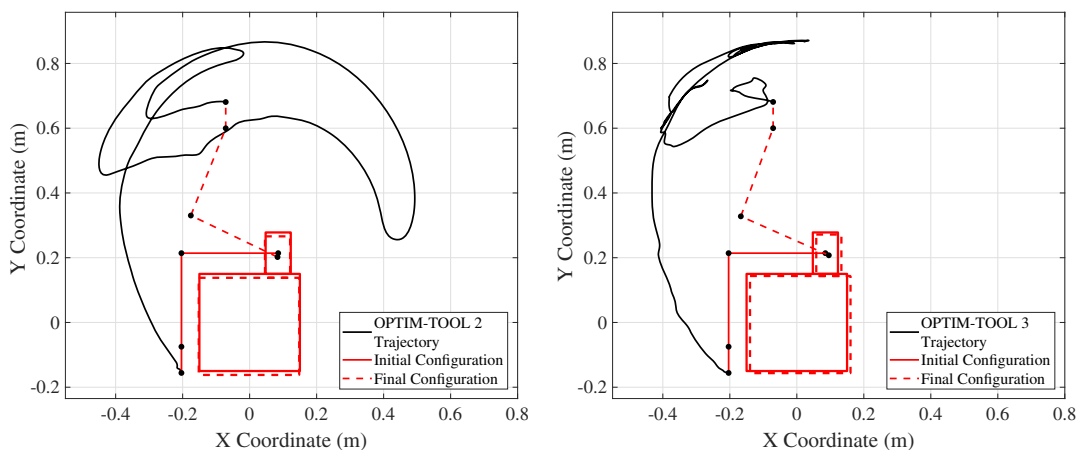 0.8
0.6
0.4
0.2
0
-0.2
Y Coordinate (m)
-0.4
-0.2
0
0.2
0.4
0.6
0.8
X Coordinate (m)
OPTIM-TOOL 2
Trajectory
Initial Configuration
Final Configuration
0.8
0.6
0.4
0.2
0
-0.2
Y Coordinate (m)
-0.4
-0.2
0
0.2
0.4
0.6
0.8
X Coordinate (m)
OPTIM-TOOL 3
Trajectory
Initial Configuration
Final Configuration